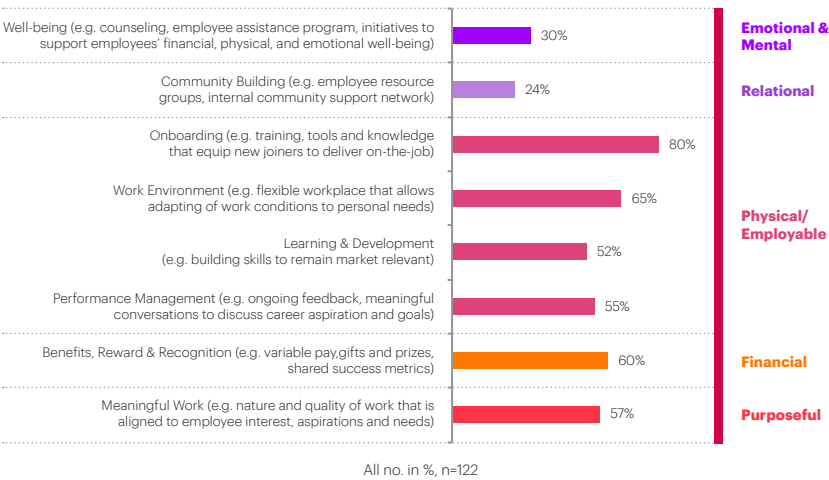 Well-being (e.g. counseling, employee assistance program, initiatives to
support employees' financial, physical, and emotional well-being)
30%
Emotional &
Mental
Community Building (e.g. employee resource
groups, internal community support network)
24%
Relational
Onboarding (e.g. training, tools and knowledge
that equip new joiners to deliver on-the-job)
80%
Work Environment (e.g. flexible workplace that allows
adapting of work conditions to personal needs)
65%
Physical/
Employable
Learning & Development
(e.g. building skills to remain market relevant)
52%
Performance Management (e.g. ongoing feedback, meaningful
conversations to discuss career aspiration and goals)
55%
Benefits, Reward & Recognition (e.g. variable pay,gifts and prizes,
shared success metrics)
60%
Financial
Meaningful Work (e.g. nature and quality of work that is
aligned to employee interest, aspirations and needs)
57%
Purposeful
All no. in %, n=122